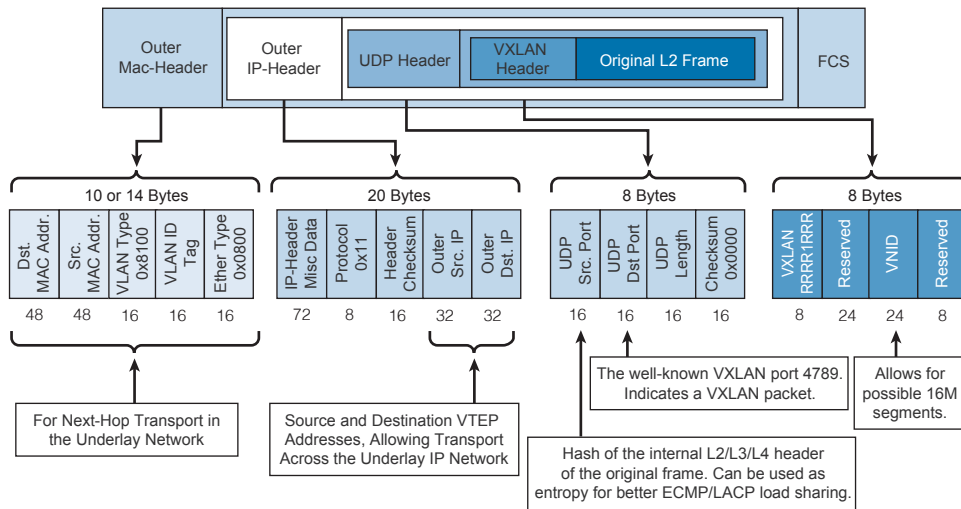 Outer
Mac-Header
Outer
IP-Header
UDP Header
VXLAN
Header
Original L2 Frame
FCS
10 or 14 Bytes
20 Bytes
8 Bytes
8 Bytes
Dst.
MAC Addr.
Src.
MAC Addr.
VLAN Type
0x8100
VLAN ID
Tag
Ether Type
0x0800
IP-Header
Misc Data
Protocol
0x11
Header
Checksum
Outer
Src. IP
Outer
Dst. IP
UDP
Src. Port
UDP
Dst Port
UDP
Length
Checksum
0x0000
VXLAN
RRRR1RRR
Reserved
VNID
Reserved
48
48
16
16
16
72
8
16
32
32
16
16
16
16
8
24
24
8
The well-known VXLAN port 4789.
Indicates a VXLAN packet.
Allows for
possible 16M
segments.
For Next-Hop Transport in
the Underlay Network
Source and Destination VTEP
Addresses, Allowing Transport
Across the Underlay IP Network
Hash of the internal L2/L3/L4 header
of the original frame. Can be used as
entropy for better ECMP/LACP load sharing.